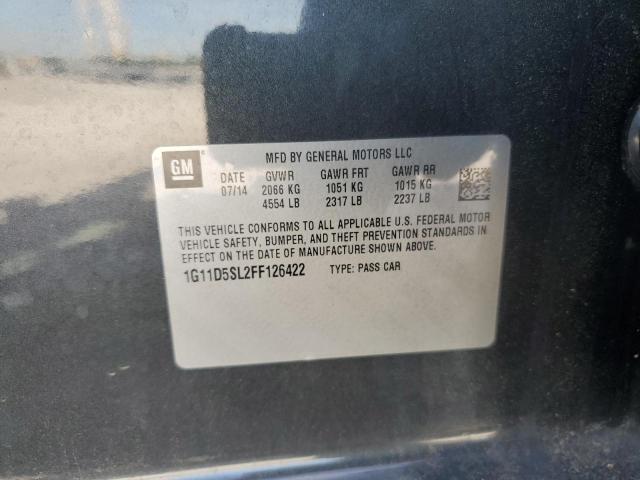 GM
MFD BY GENERAL MOTORS LLC
DATE GVWR GAWR FRT GAWR RR
07/14 2066 KG 1051 KG 1015 KG
4554 LB 2317 LB 2237 LB
THIS VEHICLE CONFORMS TO ALL APPLICABLE U.S. FEDERAL MOTOR
VEHICLE SAFETY, BUMPER, AND THEFT PREVENTION STANDARDS IN
EFFECT ON THE DATE OF MANUFACTURE SHOWN ABOVE.
1G11D5SL2FF126422 TYPE: PASS CAR